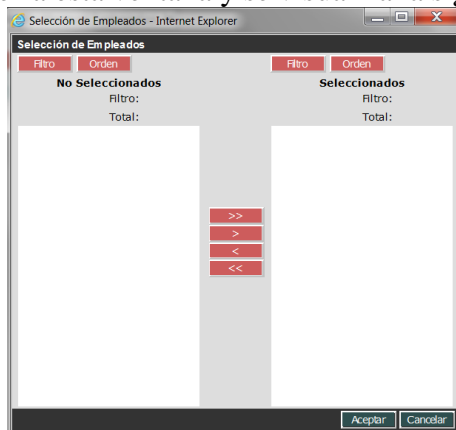 Selección de Empleados - Internet Explorer
Selección de Empleados
Filtro Orden
No Seleccionados
Filtro:
Total:
Filtro Orden
Seleccionados
Filtro:
Total:
>>
>
<
<<
Aceptar Cancelar